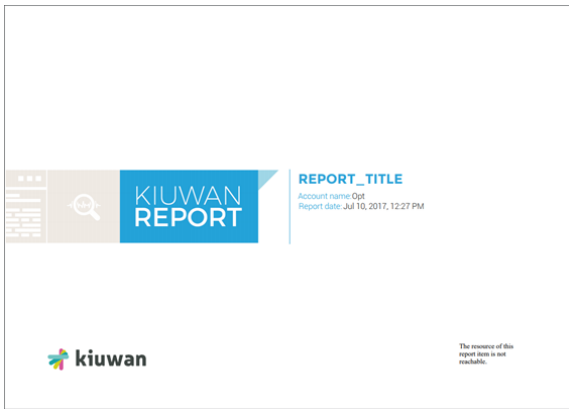 KIUWAN
REPORT
REPORT_TITLE
Account name: Opt
Report date: Jul 10, 2017, 12:27 PM
kiuwan
The resource of this
report item is not
reachable.